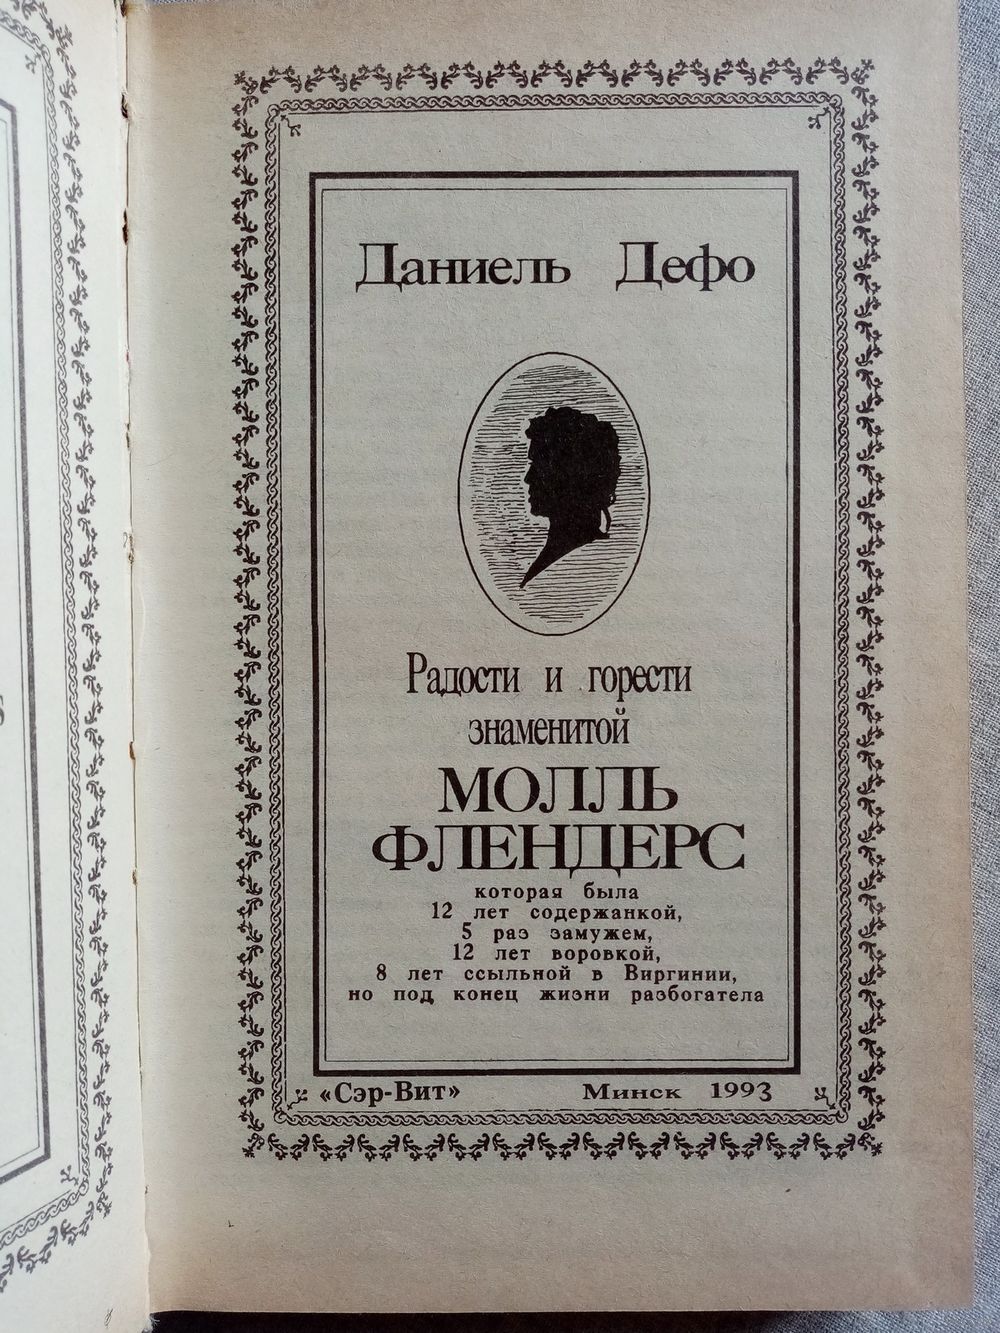 Даниель Дефо
Радости и горести
знаменитой
МОЛЛЬ
ФЛЕНДЕРС
которая была
12 лет содержанкой,
5 раз замужем,
12 лет воровкой,
8 лет ссыльной в Виргинии,
но под конец жизни разбогатела
«Сэр-Вит» Минск 1993